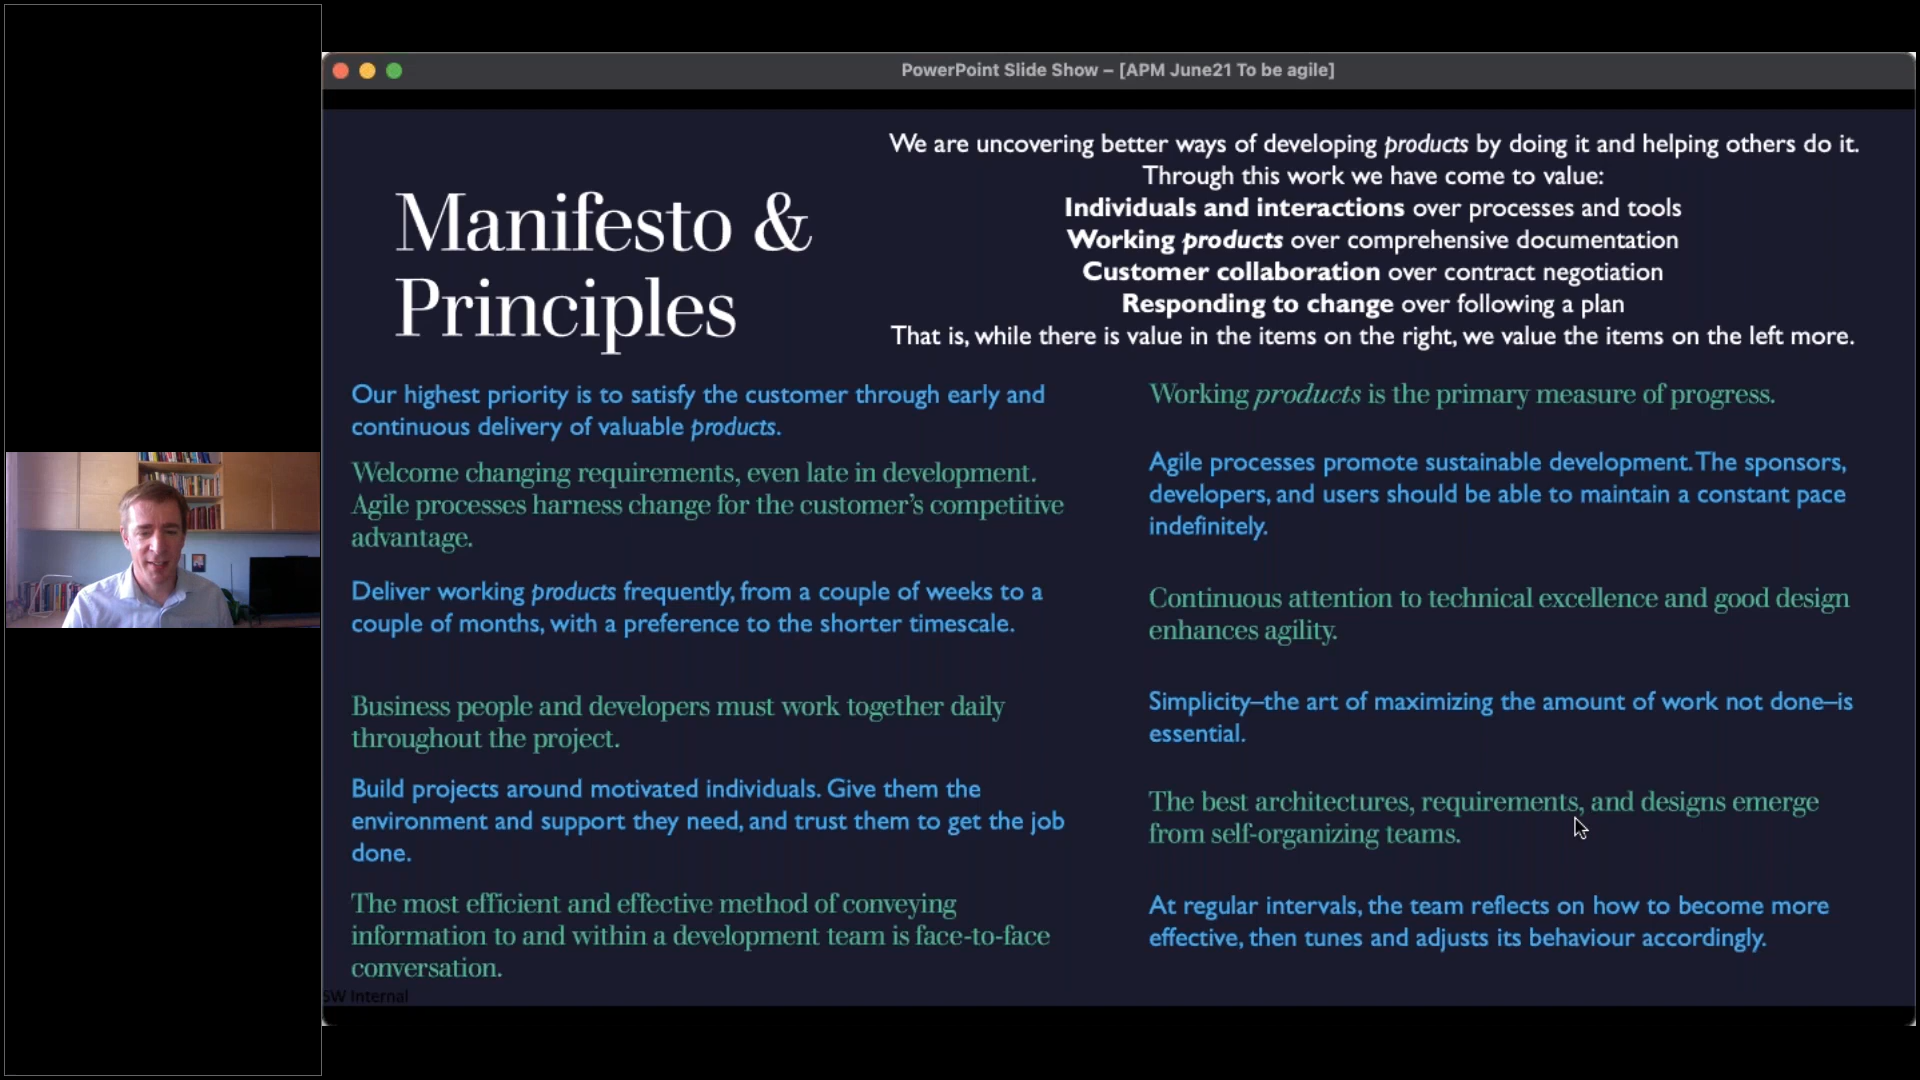 PowerPoint Slide Show – [APM June21 To be agile]
Manifesto &
Principles
We are uncovering better ways of developing products by doing it and helping others do it.
Through this work we have come to value:
Individuals and interactions over processes and tools
Working products over comprehensive documentation
Customer collaboration over contract negotiation
Responding to change over following a plan
That is, while there is value in the items on the right, we value the items on the left more.
Our highest priority is to satisfy the customer through early and
continuous delivery of valuable products.
Welcome changing requirements, even late in development.
Agile processes harness change for the customer’s competitive
advantage.
Deliver working products frequently, from a couple of weeks to a
couple of months, with a preference to the shorter timescale.
Business people and developers must work together daily
throughout the project.
Build projects around motivated individuals. Give them the
environment and support they need, and trust them to get the job
done.
The most efficient and effective method of conveying
information to and within a development team is face-to-face
conversation.
Working products is the primary measure of progress.
Agile processes promote sustainable development. The sponsors,
developers, and users should be able to maintain a constant pace
indefinitely.
Continuous attention to technical excellence and good design
enhances agility.
Simplicity–the art of maximizing the amount of work not done–is
essential.
The best architectures, requirements, and designs emerge
from self-organizing teams.
At regular intervals, the team reflects on how to become more
effective, then tunes and adjusts its behaviour accordingly.
SW Internal